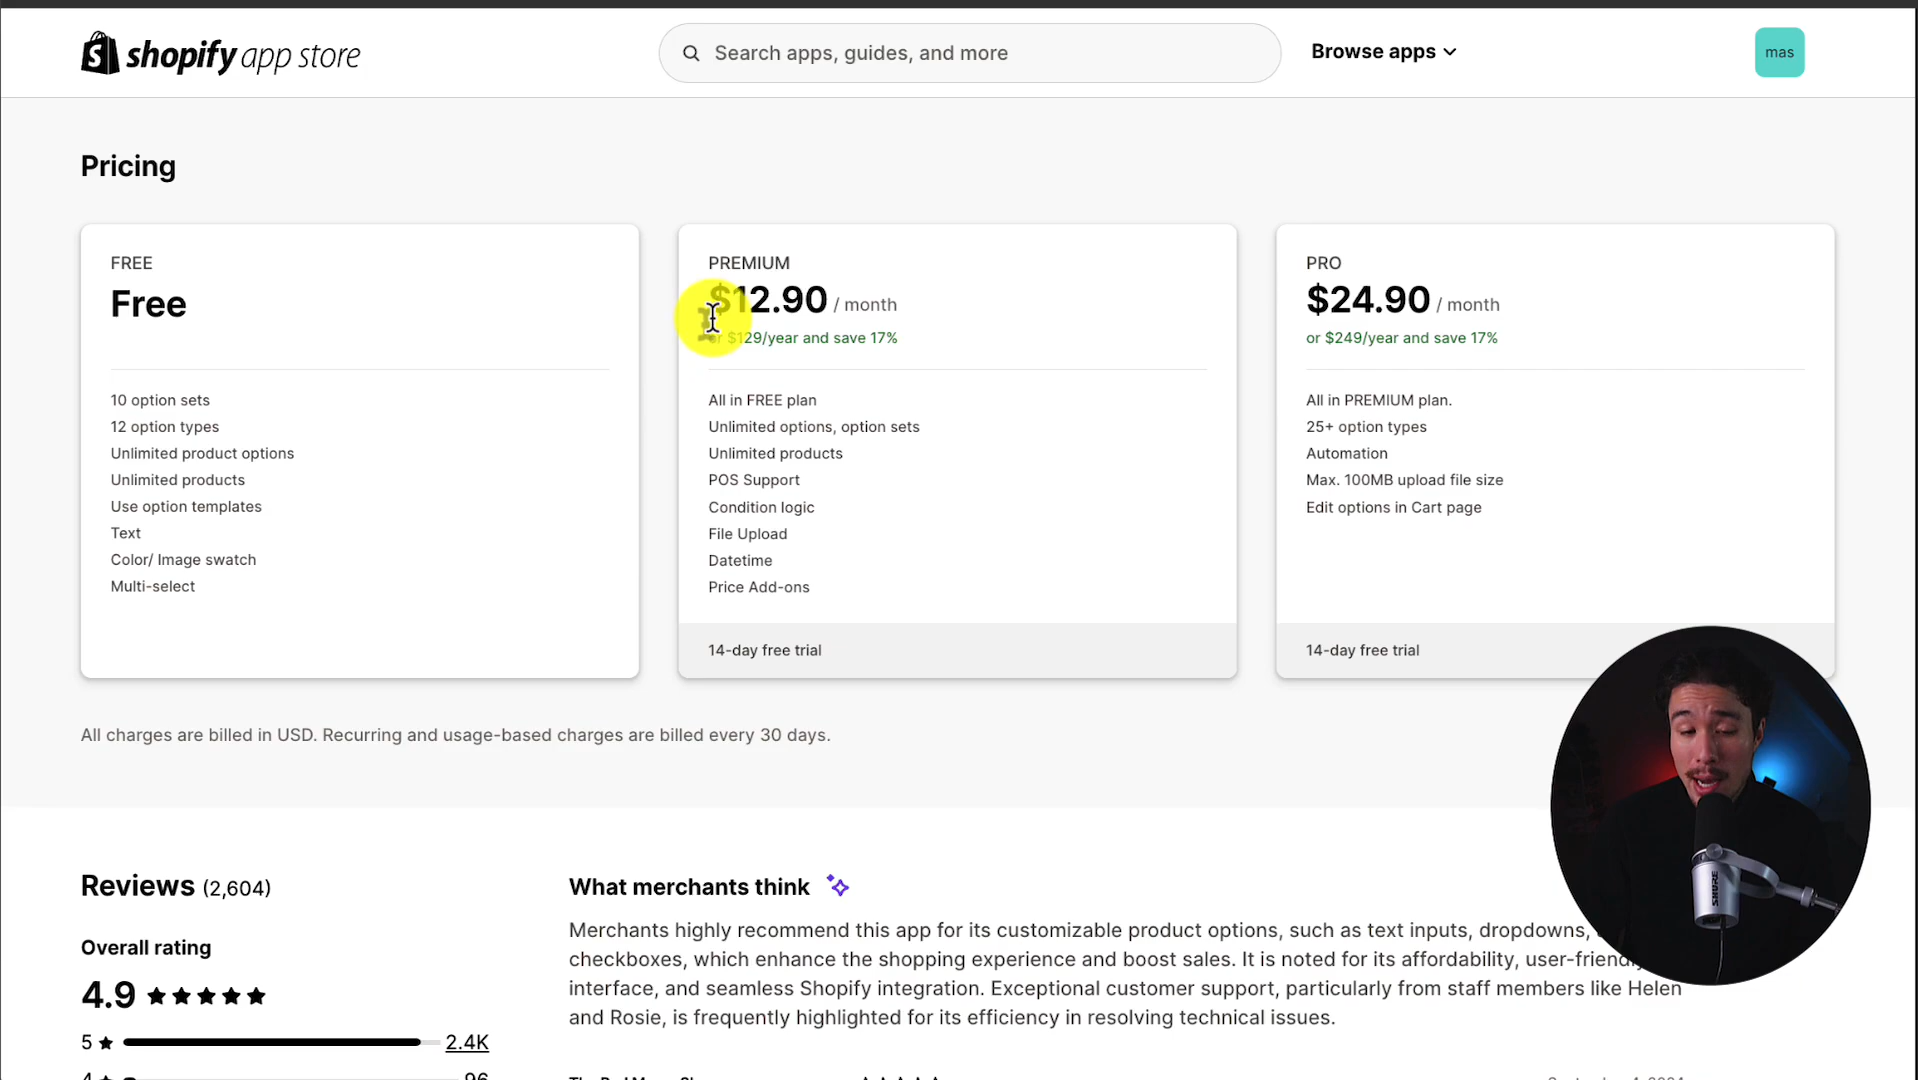 shopify app store
Search apps, guides, and more
Browse apps
mas
Pricing
FREE
Free
10 option sets
12 option types
Unlimited product options
Unlimited products
Use option templates
Text
Color/ Image swatch
Multi-select
PREMIUM
$12.90 / month
or $129/year and save 17%
All in FREE plan
Unlimited options, option sets
Unlimited products
POS Support
Condition logic
File Upload
Datetime
Price Add-ons
14-day free trial
PRO
$24.90 / month
or $249/year and save 17%
All in PREMIUM plan.
25+ option types
Automation
Max. 100MB upload file size
Edit options in Cart page
14-day free trial
All charges are billed in USD. Recurring and usage-based charges are billed every 30 days.
Reviews (2,604)
Overall rating
4.9
5 2.4K
4 96
What merchants think
Merchants highly recommend this app for its customizable product options, such as text inputs, dropdowns,
checkboxes, which enhance the shopping experience and boost sales. It is noted for its affordability, user-friendly
interface, and seamless Shopify integration. Exceptional customer support, particularly from staff members like Helen
and Rosie, is frequently highlighted for its efficiency in resolving technical issues.
SHURE